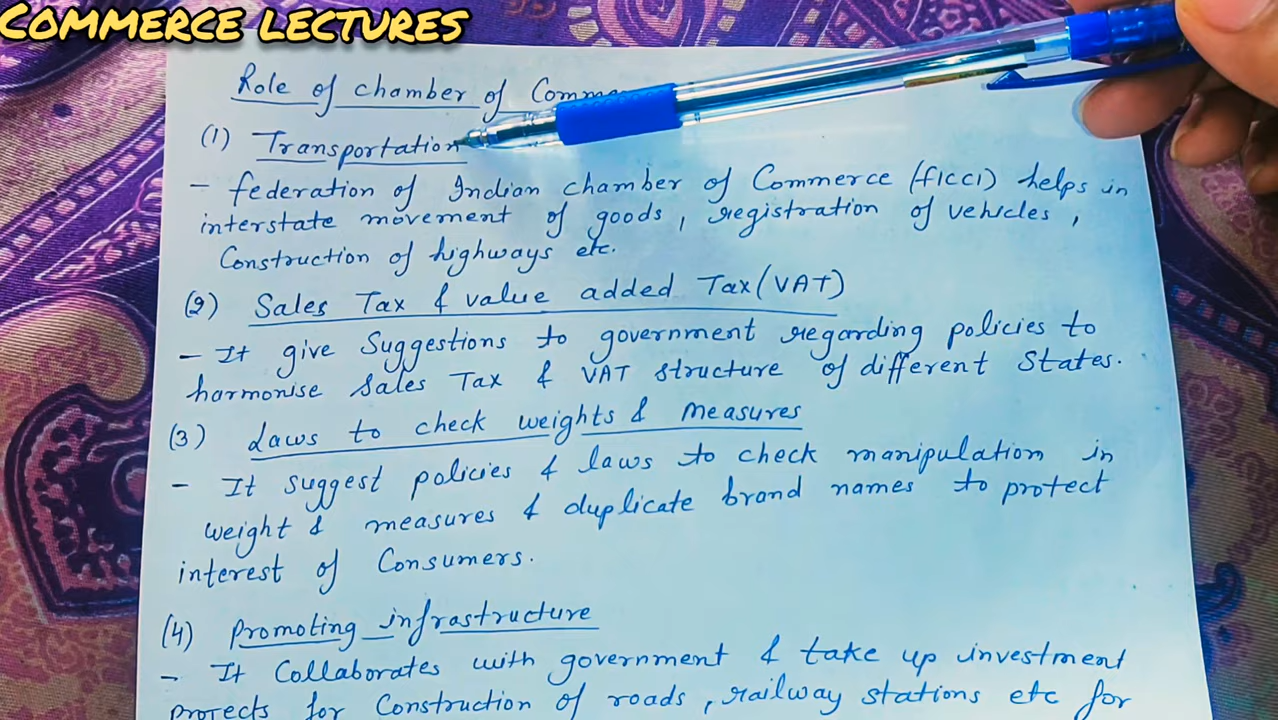 COMMERCE LECTURES
Role of chamber of
(1) Transportation
- federation of Indian chamber of Commerce (FICCI) helps in
interstate movement of goods, registration of vehicles,
Construction of highways etc.
(2) Sales Tax & value added Tax (VAT)
- It give Suggestions to government regarding policies to
harmonise Sales Tax & VAT structure of different States.
(3) Laws to check weights & measures
- It suggest policies & laws to check manipulation in
weight & measures & duplicate brand names to protect
interest of Consumers.
(4) Promoting infrastructure
- It Collaborates with government & take up investment
projects for Construction of roads, railway stations etc for